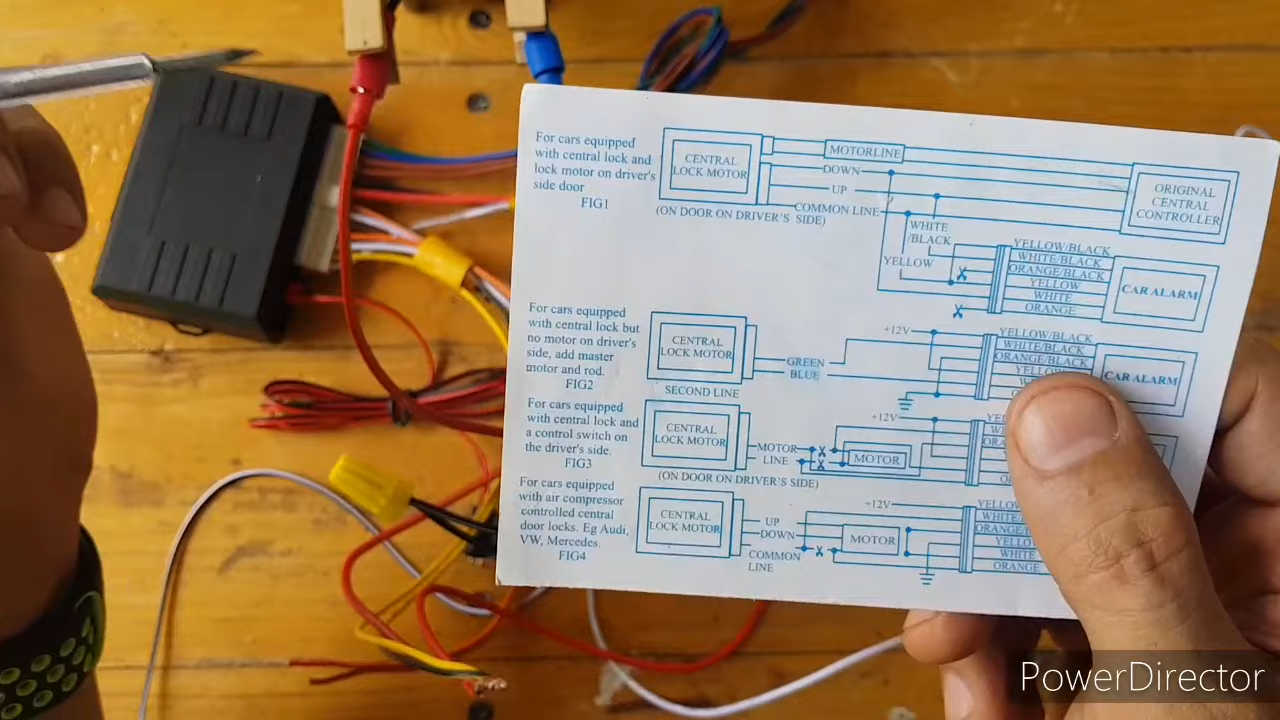 For cars equipped
with central lock and
lock motor on driver's
side door
FIG1
CENTRAL
LOCK MOTOR
(ON DOOR ON DRIVER'S SIDE)
MOTORLINE
DOWN
UP
COMMON LINE
ORIGINAL
CENTRAL
CONTROLLER
WHITE
/BLACK
YELLOW
YELLOW/BLACK
WHITE/BLACK
ORANGE/BLACK
YELLOW
WHITE
ORANGE
CAR ALARM
For cars equipped
with central lock but
no motor on driver's
side, add master
motor and rod.
FIG2
CENTRAL
LOCK MOTOR
SECOND LINE
GREEN
BLUE
+12V
YELLOW/BLACK
WHITE/BLACK
ORANGE/BLACK
CAR ALARM
For cars equipped
with central lock and
a control switch on
the driver's side.
FIG3
CENTRAL
LOCK MOTOR
(ON DOOR ON DRIVER'S SIDE)
MOTOR
LINE
+12V
MOTOR
For cars equipped
with air compressor
controlled central
door locks. Eg Audi,
VW, Mercedes.
FIG4
CENTRAL
LOCK MOTOR
UP
DOWN
COMMON
LINE
+12V
MOTOR
WHITE
ORANGE
PowerDirector